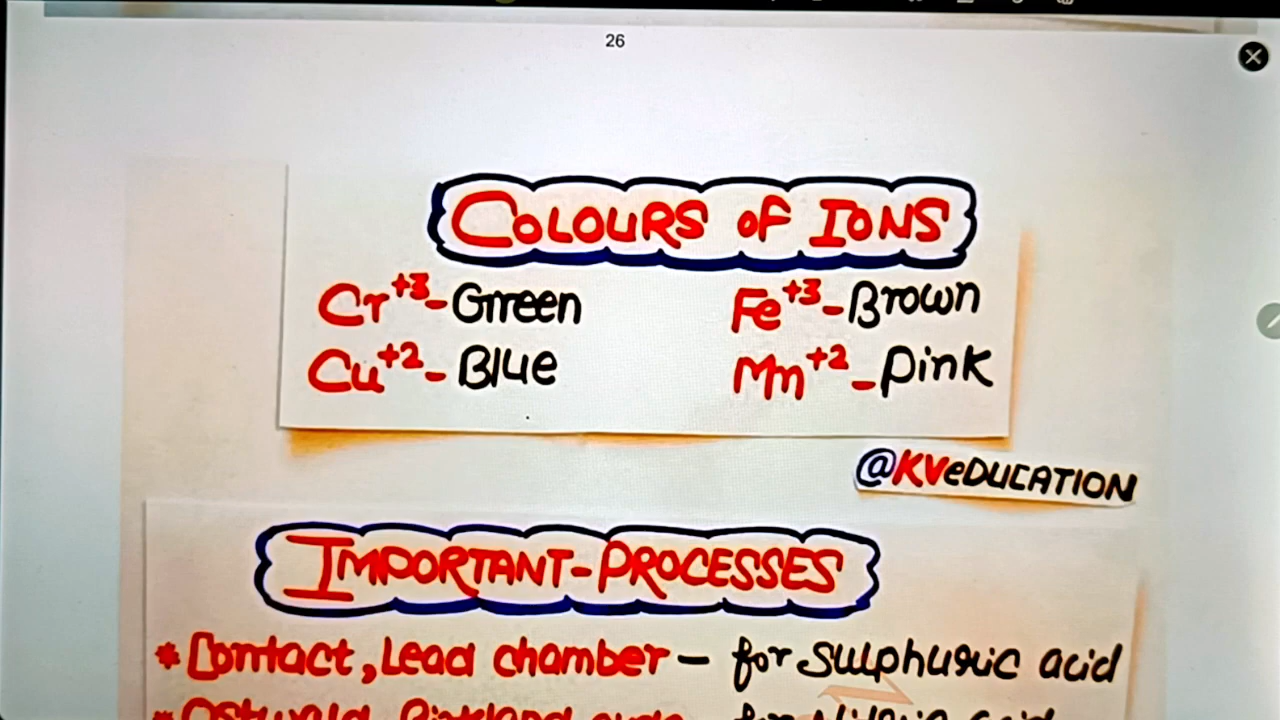 26
COLOURS OF IONS
Cr+3-Green Fe+3-Brown
Cu+2-Blue Mn+2-Pink
@KVeDUCATION
IMPORTANT-PROCESSES
* Contact, Lead chamber - for Sulphuric acid